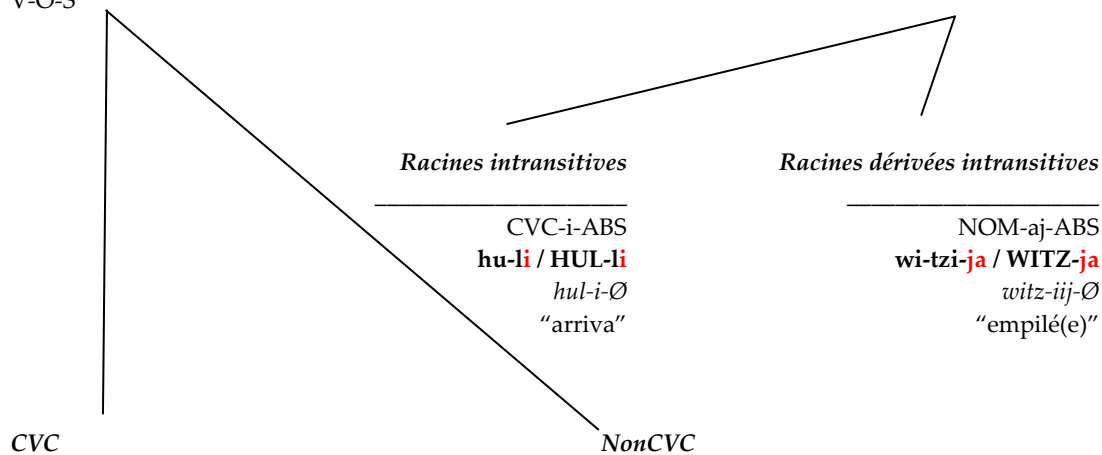 V-O-S
Racines intransitives
CVC-i-ABS
hu-li / HUL-li
hul-i-Ø
“arriva”
Racines dérivées intransitives
NOM-aj-ABS
wi-tzi-ja / WITZ-ja
witz-iij-Ø
“empilé(e)”
CVC
NonCVC